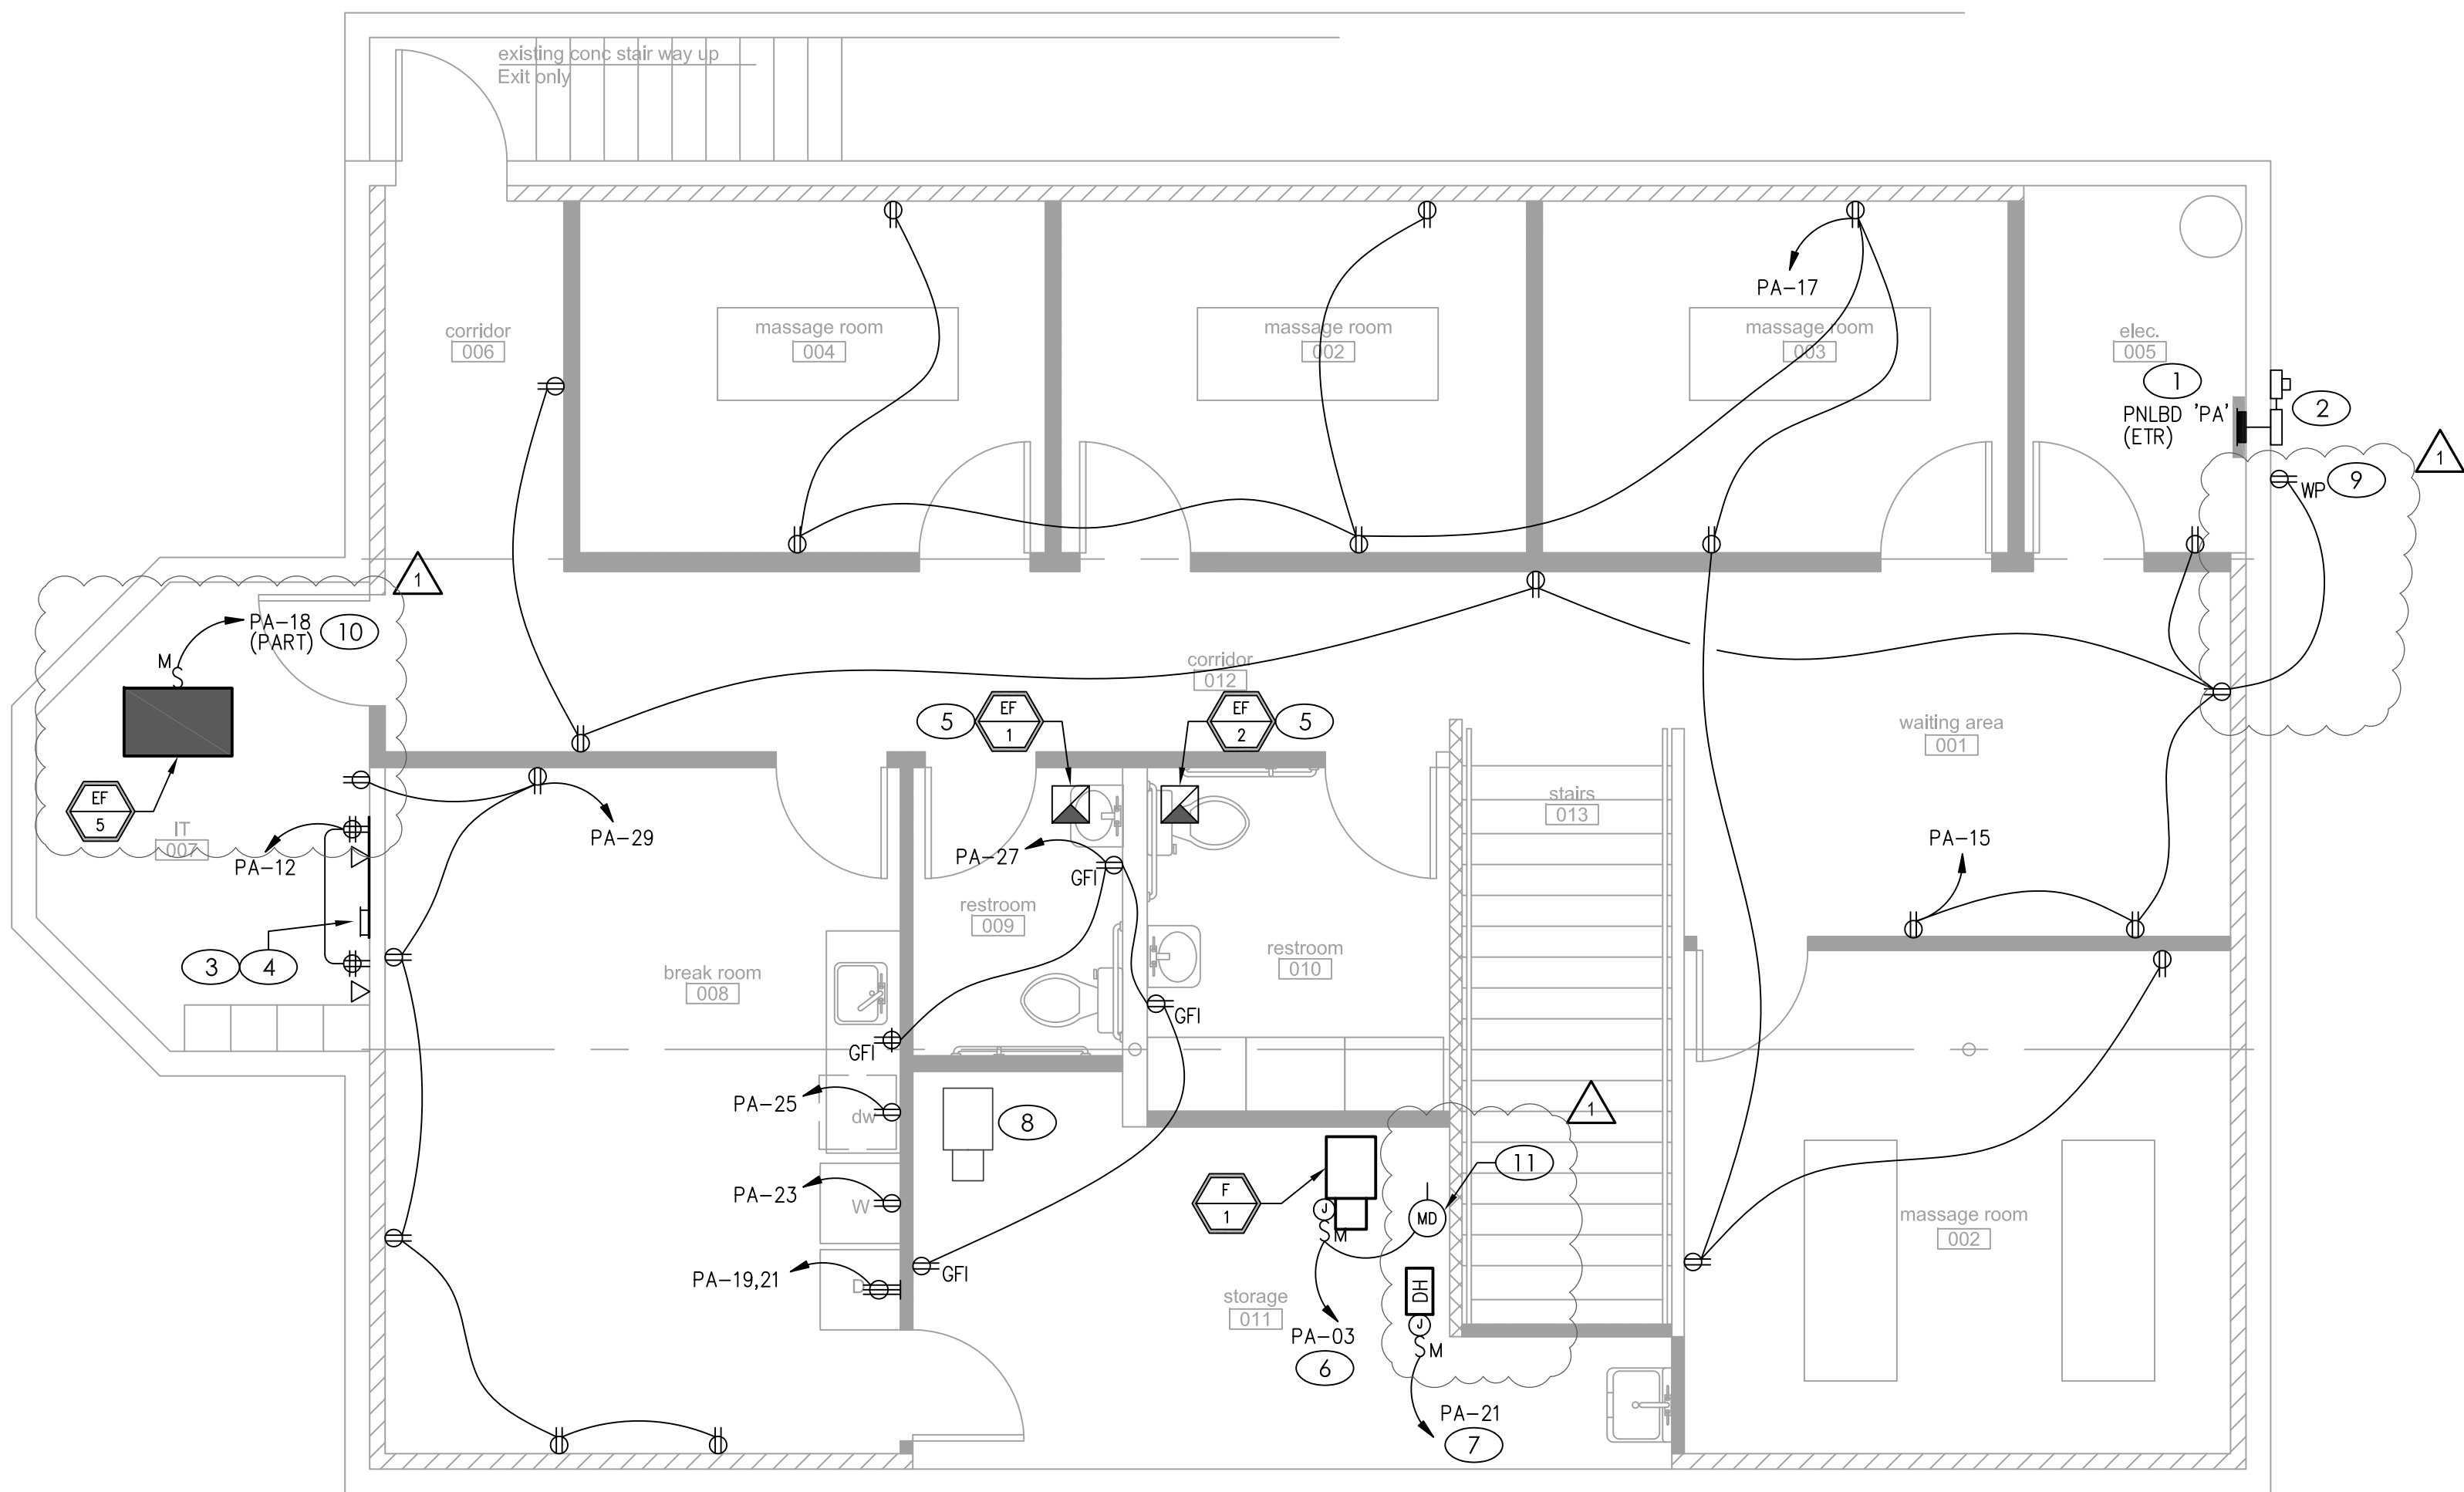 existing conc stair way up
Exit only
corridor
006
massage room
004
massage room
002
massage room
003
PA-17
elec.
005
1
PNLBD 'PA'
(ETR)
2
1
WP
9
1
PA-18
(PART)
10
M
S
EF
5
IT
007
PA-12
3
4
PA-29
corridor
012
5
EF
1
EF
2
5
waiting area
001
stairs
013
PA-27
GFI
restroom
009
restroom
010
GFI
PA-15
break room
008
GFI
PA-25
dw
8
PA-23
W
PA-19,21
D
GFI
1
11
F
1
J
S
M
MD
storage
011
PA-03
6
DH
J
S
M
PA-21
7
massage room
002